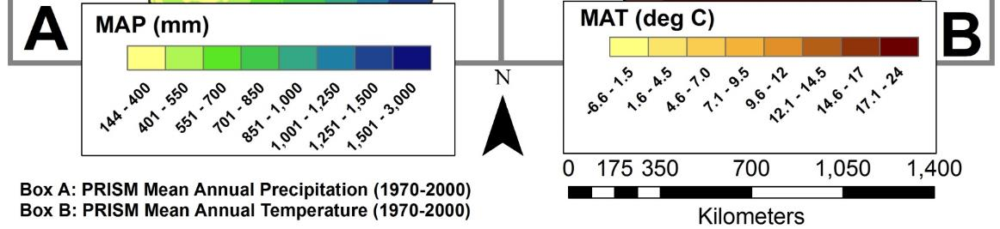 A
MAP (mm)
144 - 400
401 - 550
551 - 700
701 - 850
851 - 1,000
1,001 - 1,250
1,251 - 1,500
1,501 - 3,000
N
MAT (deg C)
-6.6 - 1.5
1.6 - 4.5
4.6 - 7.0
7.1 - 9.5
9.6 - 12
12.1 - 14.5
14.6 - 17
17.1 - 24
B
0 175 350 700 1,050 1,400
Kilometers
Box A: PRISM Mean Annual Precipitation (1970-2000)
Box B: PRISM Mean Annual Temperature (1970-2000)